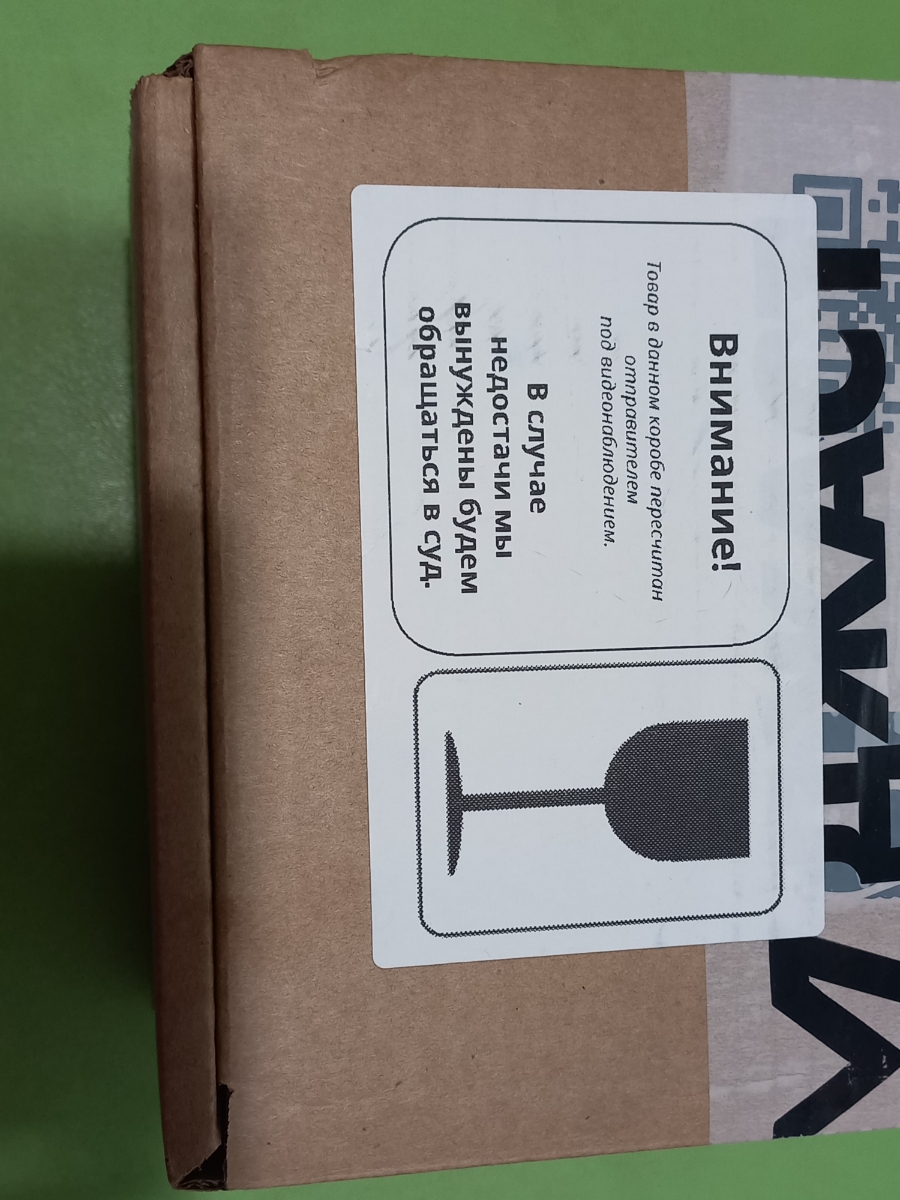 Внимание!
Товар в данном коробе пересчитан
отправителем
под видеонаблюдением.
В случае
недостачи мы
вынуждены будем
обращаться в суд.